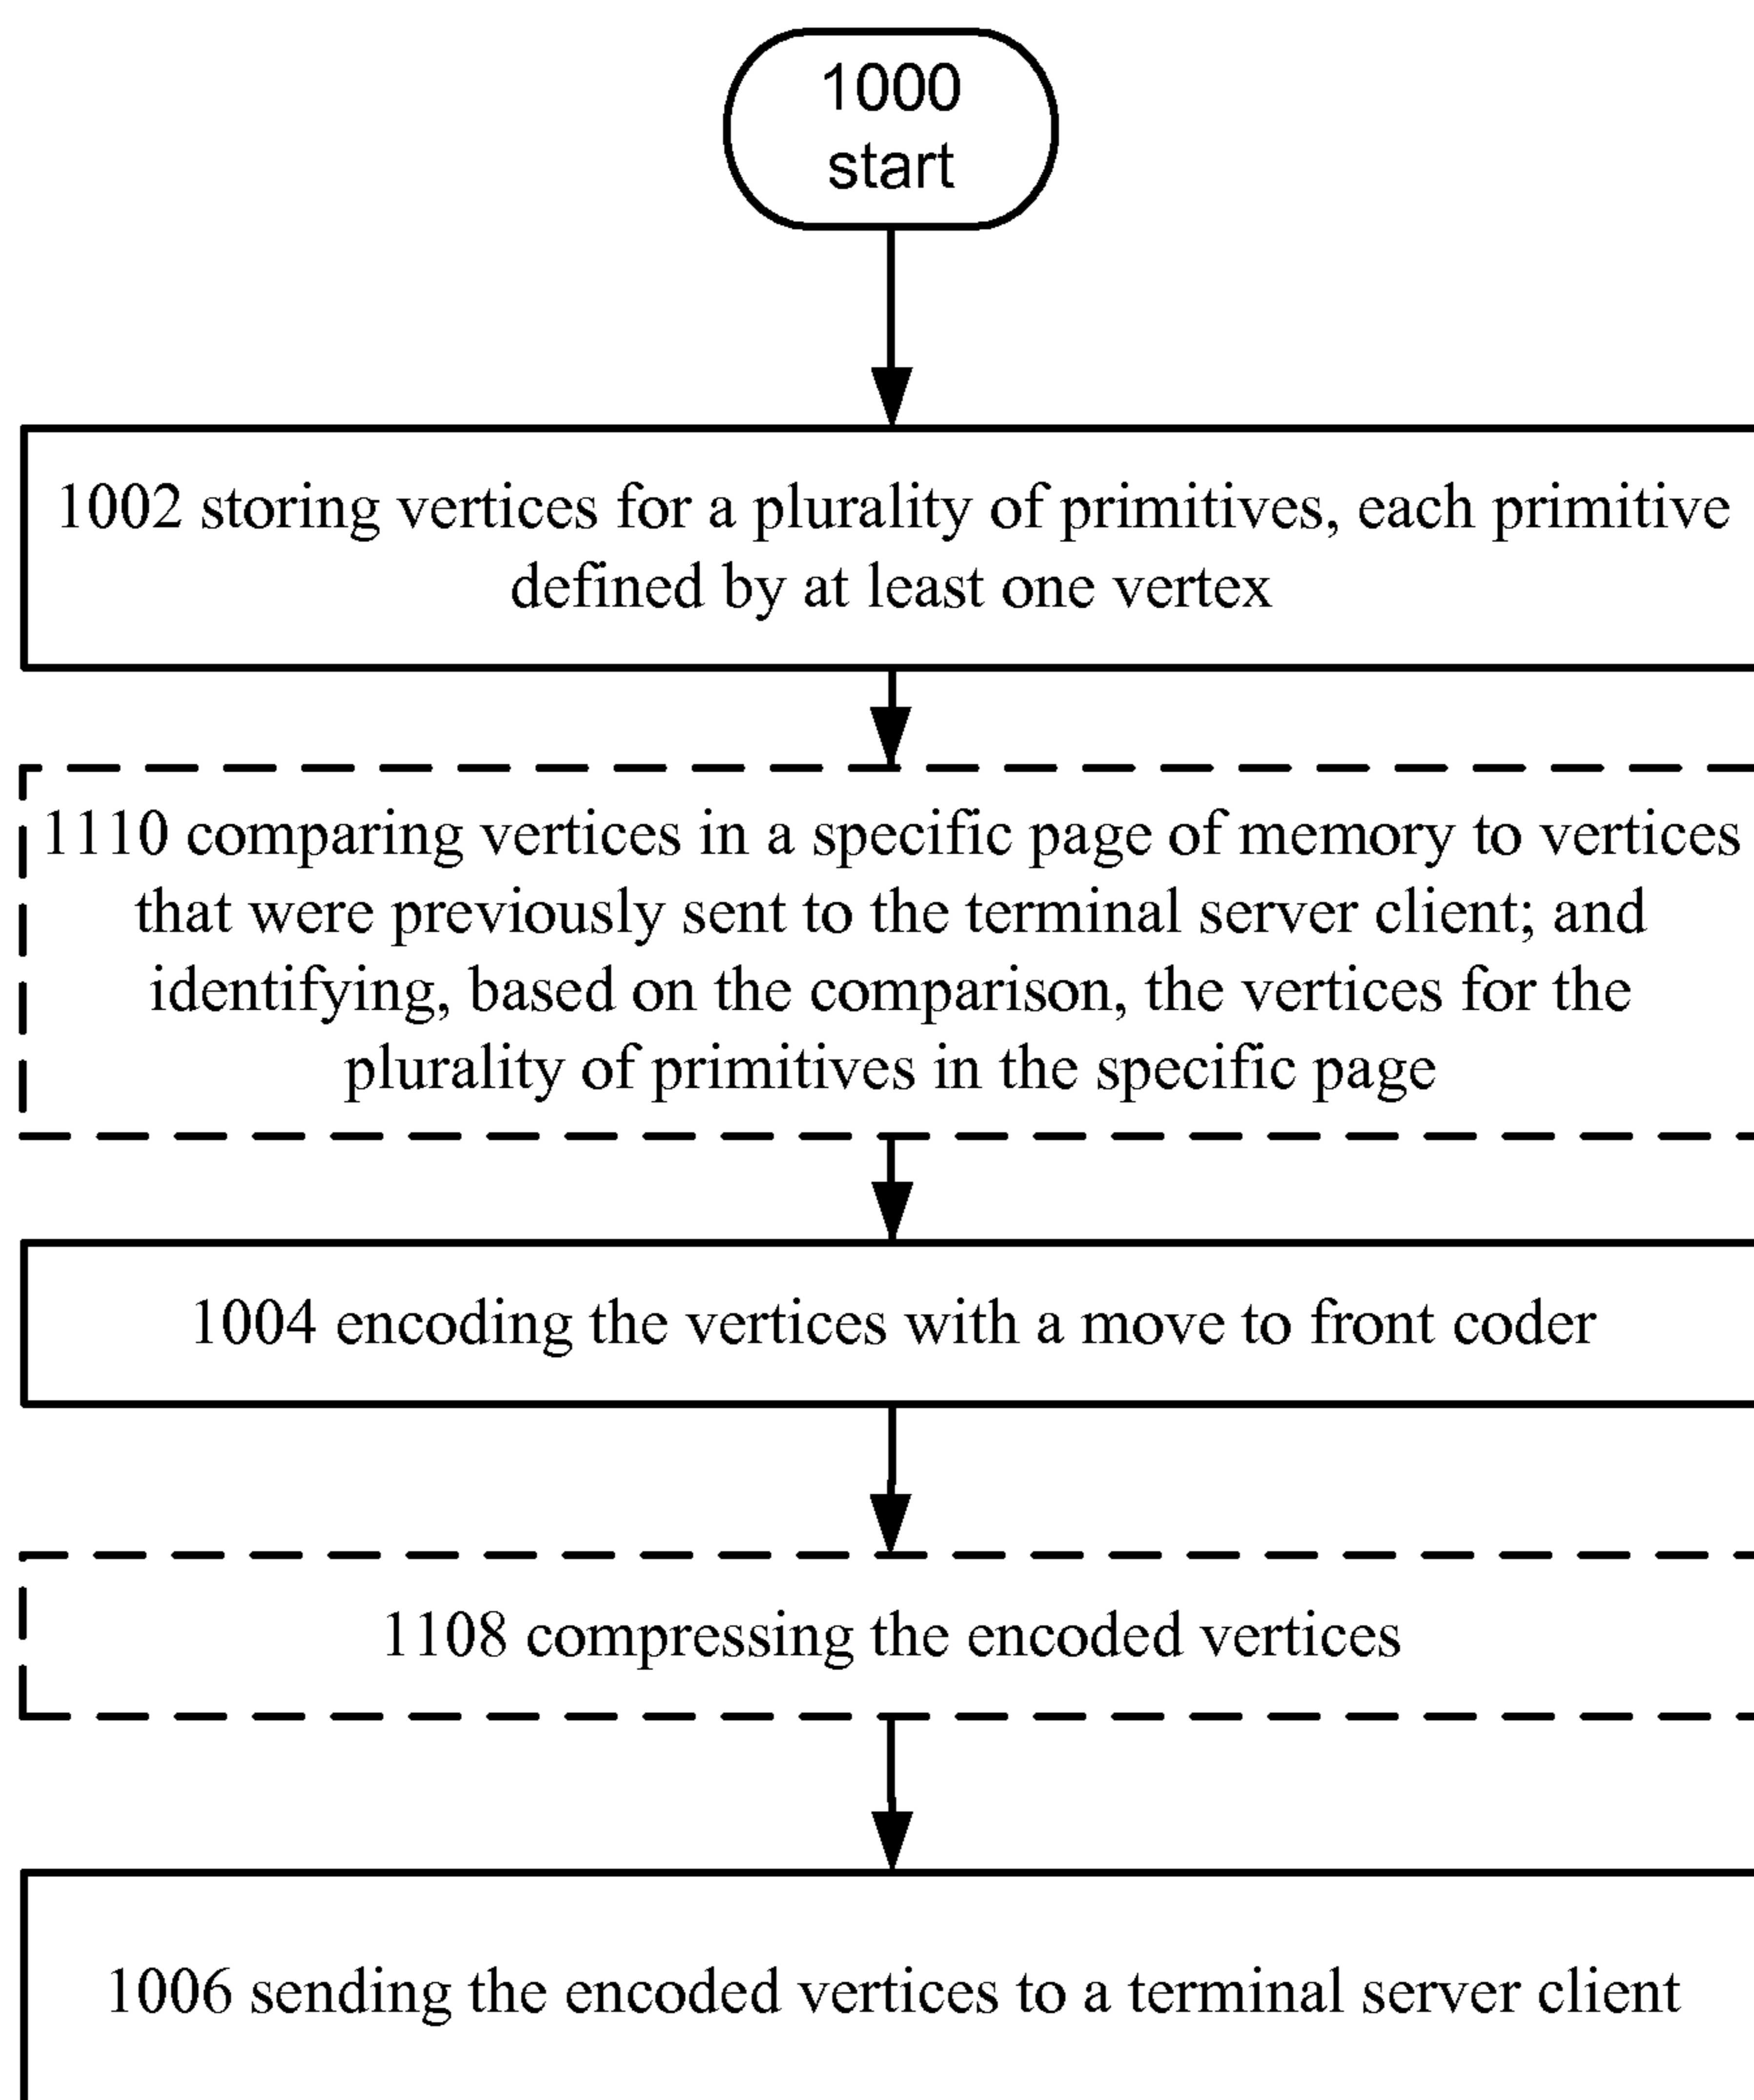 1000
start
1002 storing vertices for a plurality of primitives, each primitive
defined by at least one vertex
1110 comparing vertices in a specific page of memory to vertices
that were previously sent to the terminal server client; and
identifying, based on the comparison, the vertices for the
plurality of primitives in the specific page
1004 encoding the vertices with a move to front coder
1108 compressing the encoded vertices
1006 sending the encoded vertices to a terminal server client